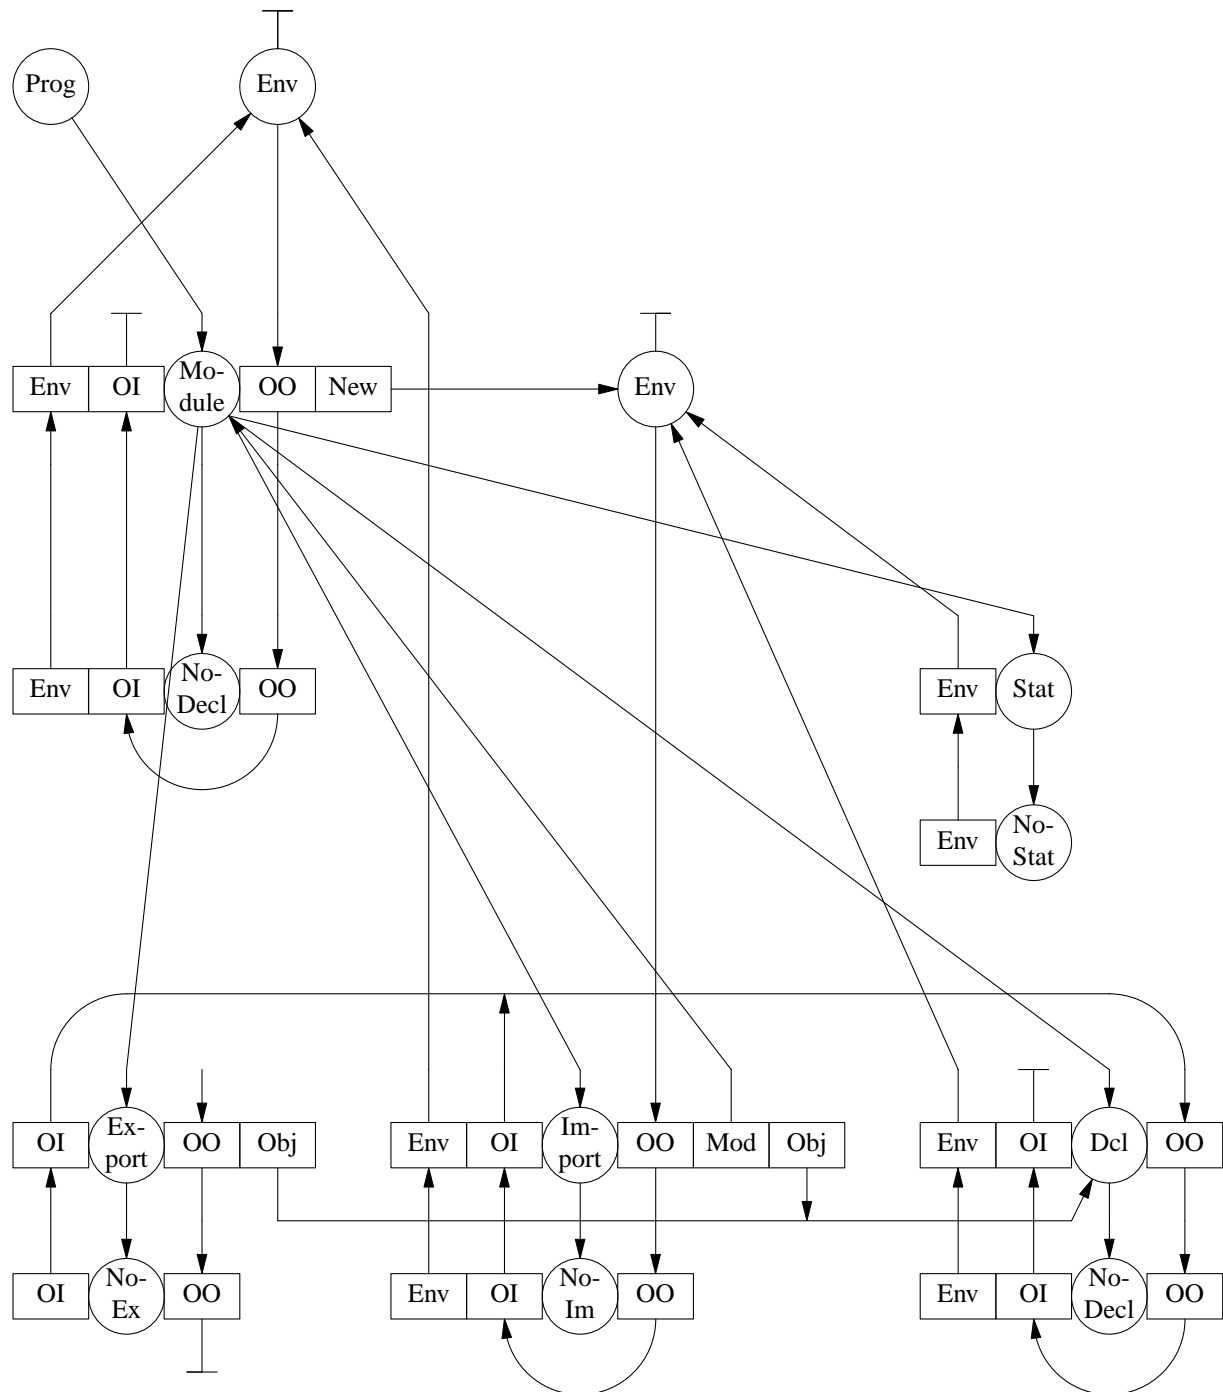 Prog
Env
Env
OI
Mo-
dule
OO
New
Env
Env
OI
No-
Decl
OO
Env
Stat
Env
No-
Stat
OI
Ex-
port
OO
Obj
Env
OI
Im-
port
OO
Mod
Obj
Env
OI
Dcl
OO
OI
No-
Ex
OO
Env
OI
No-
Im
OO
Env
OI
No-
Decl
OO